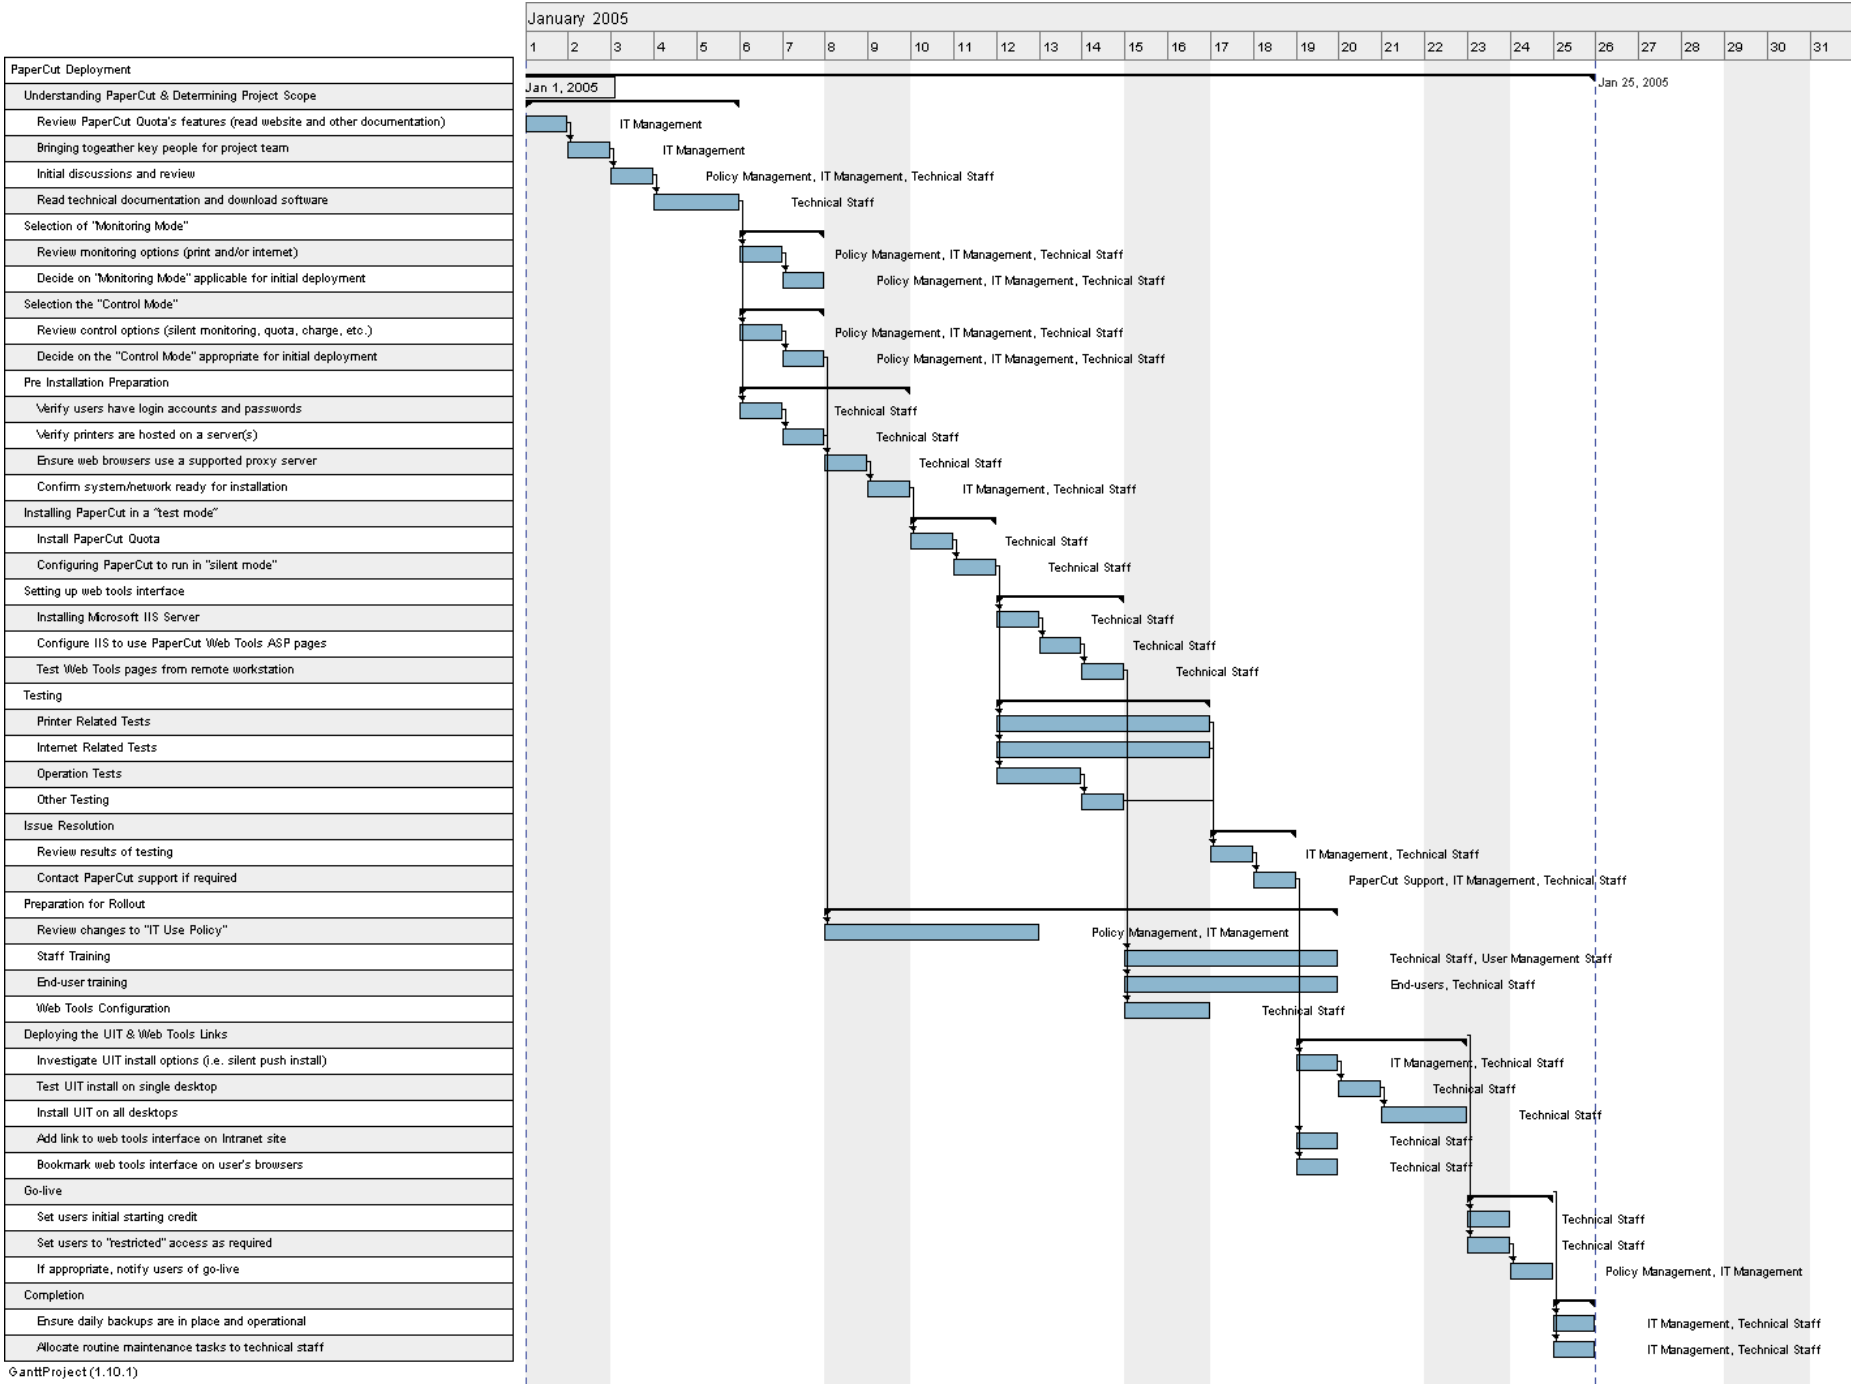 January 2005
1 2 3 4 5 6 7 8 9 10 11 12 13 14 15 16 17 18 19 20 21 22 23 24 25 26 27 28 29 30 31
PaperCut Deployment
Jan 25, 2005
Jan 1, 2005
Understanding PaperCut & Determining Project Scope
Review PaperCut Quota's features (read website and other documentation) IT Management
Bringing togeather key people for project team IT Management
Initial discussions and review Policy Management, IT Management, Technical Staff
Read technical documentation and download software Technical Staff
Selection of "Monitoring Mode"
Review monitoring options (print and/or internet) Policy Management, IT Management, Technical Staff
Decide on "Monitoring Mode" applicable for initial deployment Policy Management, IT Management, Technical Staff
Selection the "Control Mode"
Review control options (silent monitoring, quota, charge, etc.) Policy Management, IT Management, Technical Staff
Decide on the "Control Mode" appropriate for initial deployment Policy Management, IT Management, Technical Staff
Pre Installation Preparation
Verify users have login accounts and passwords Technical Staff
Verify printers are hosted on a server(s) Technical Staff
Ensure web browsers use a supported proxy server Technical Staff
Confirm system/network ready for installation IT Management, Technical Staff
Installing PaperCut in a "test mode"
Install PaperCut Quota Technical Staff
Configuring PaperCut to run in "silent mode" Technical Staff
Setting up web tools interface
Installing Microsoft IIS Server Technical Staff
Configure IIS to use PaperCut Web Tools ASP pages Technical Staff
Test Web Tools pages from remote workstation Technical Staff
Testing
Printer Related Tests
Internet Related Tests
Operation Tests
Other Testing
Issue Resolution
Review results of testing IT Management, Technical Staff
Contact PaperCut support if required PaperCut Support, IT Management, Technical Staff
Preparation for Rollout
Review changes to "IT Use Policy" Policy Management, IT Management
Staff Training Technical Staff, User Management Staff
End-user training End-users, Technical Staff
Web Tools Configuration Technical Staff
Deploying the UIT & Web Tools Links
Investigate UIT install options (i.e. silent push install) IT Management, Technical Staff
Test UIT install on single desktop Technical Staff
Install UIT on all desktops Technical Staff
Add link to web tools interface on Intranet site Technical Staff
Bookmark web tools interface on user's browsers Technical Staff
Go-live
Set users initial starting credit Technical Staff
Set users to "restricted" access as required Technical Staff
If appropriate, notify users of go-live Policy Management, IT Management
Completion
Ensure daily backups are in place and operational IT Management, Technical Staff
Allocate routine maintenance tasks to technical staff IT Management, Technical Staff
GanttProject (1.10.1)